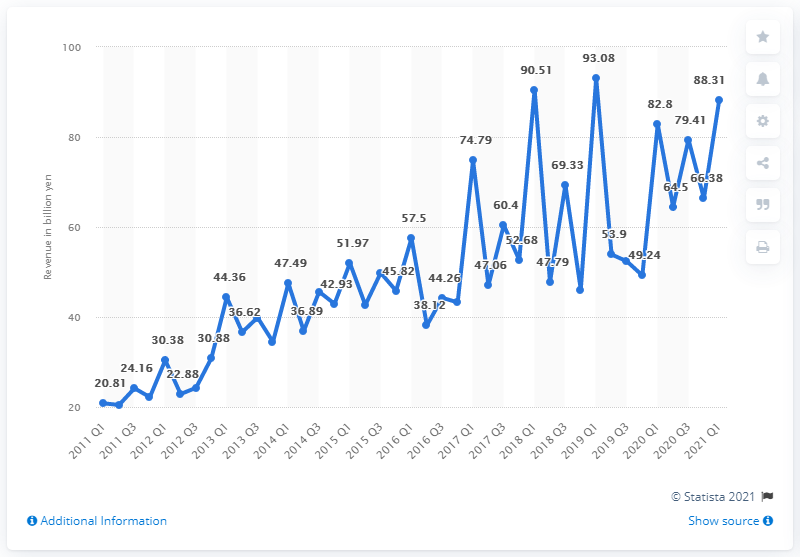 100
80
60
40
20
Revenue in billion yen
20.81
24.16
30.38
22.88
30.88
44.36
36.62
47.49
36.89
42.93
51.97
45.82
57.5
38.12
44.26
74.79
47.06
60.4
52.68
90.51
47.79
69.33
93.08
53.9
49.24
82.8
64.5
79.41
66.38
88.31
2011 Q1
2011 Q3
2012 Q1
2012 Q3
2013 Q1
2013 Q3
2014 Q1
2014 Q3
2015 Q1
2015 Q3
2016 Q1
2016 Q3
2017 Q1
2017 Q3
2018 Q1
2018 Q3
2019 Q1
2019 Q3
2020 Q1
2020 Q3
2021 Q1
© Statista 2021
Additional Information
Show source